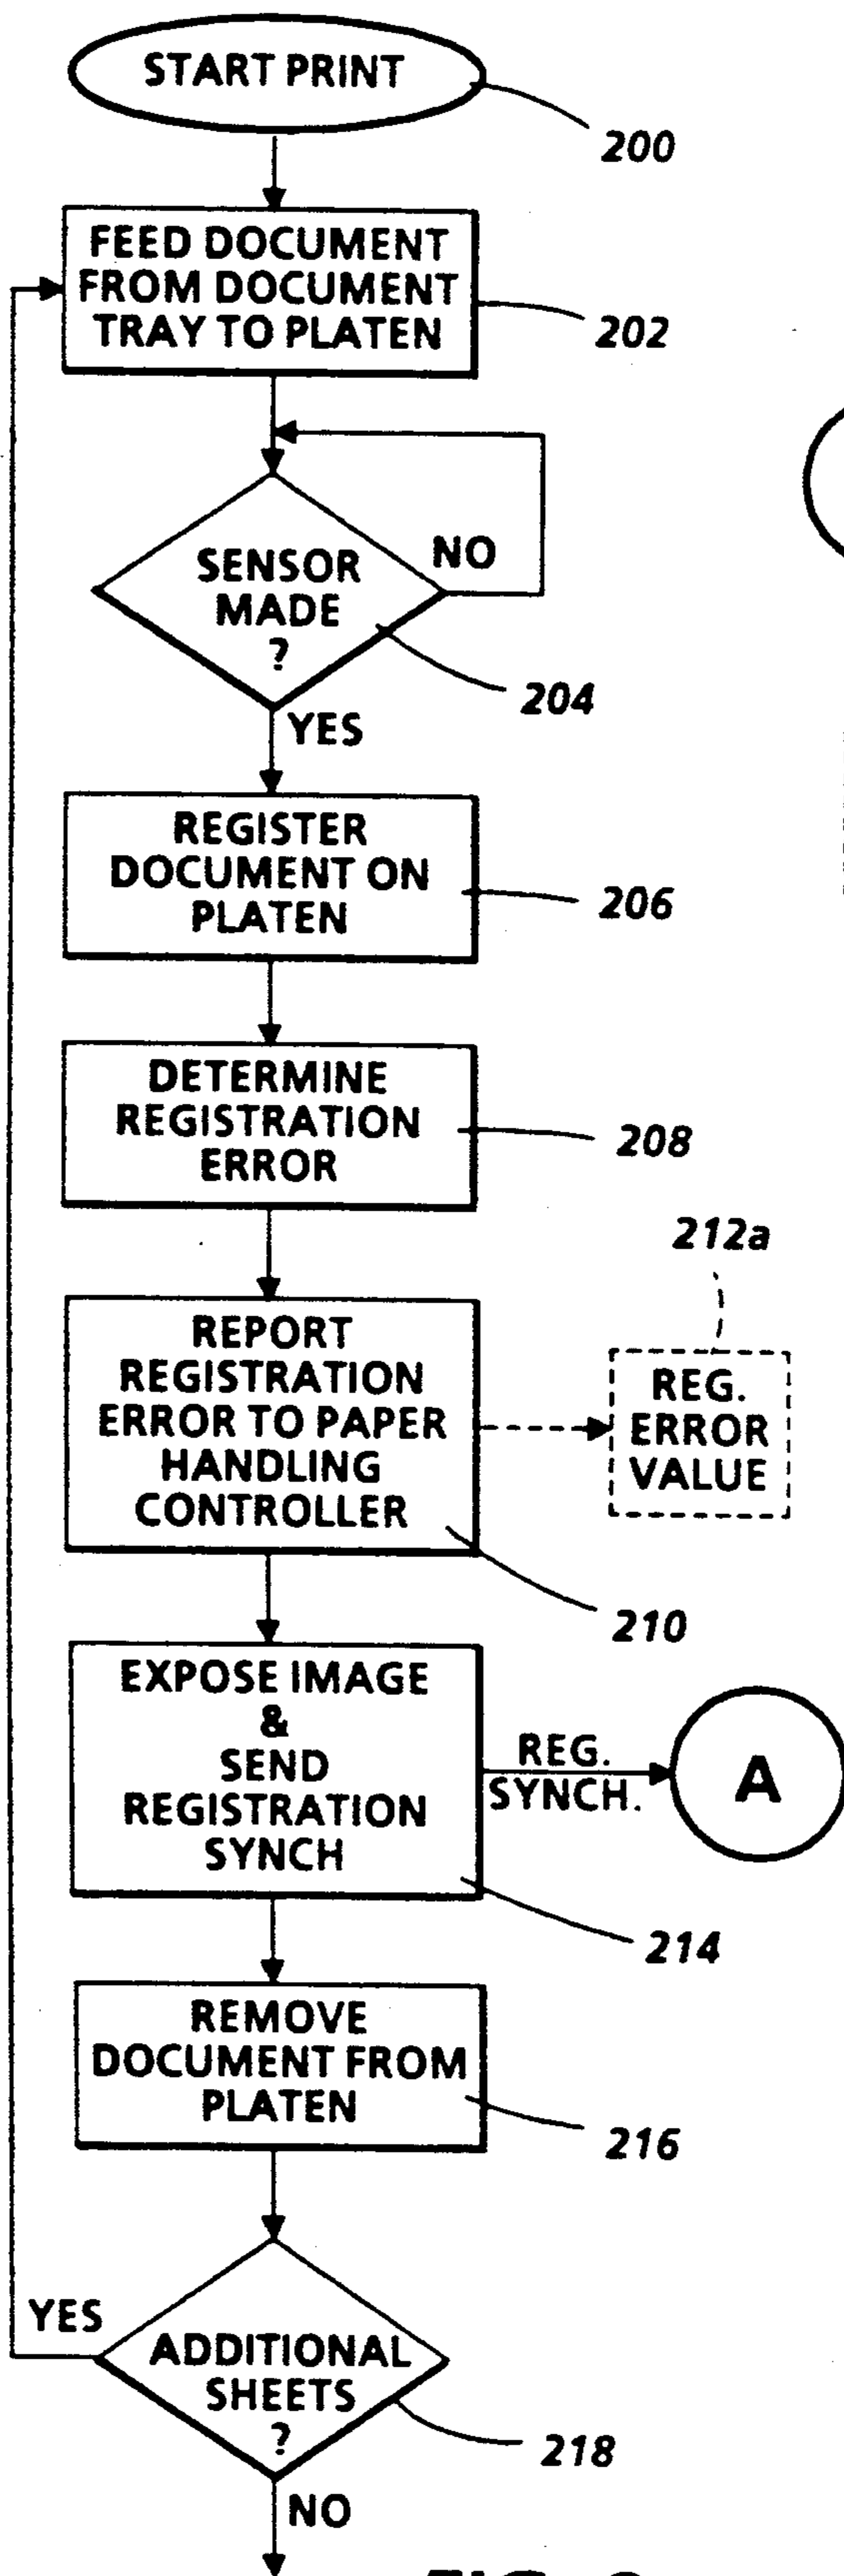 START PRINT
200
FEED DOCUMENT
FROM DOCUMENT
TRAY TO PLATEN
202
NO
SENSOR
MADE
?
204
YES
REGISTER
DOCUMENT ON
PLATEN
206
DETERMINE
REGISTRATION
ERROR
208
212a
REPORT
REGISTRATION
ERROR TO PAPER
HANDLING
CONTROLLER
REG.
ERROR
VALUE
210
EXPOSE IMAGE
&
SEND
REGISTRATION
SYNCH
REG.
SYNCH.
A
214
REMOVE
DOCUMENT FROM
PLATEN
216
YES
ADDITIONAL
SHEETS
?
218
NO